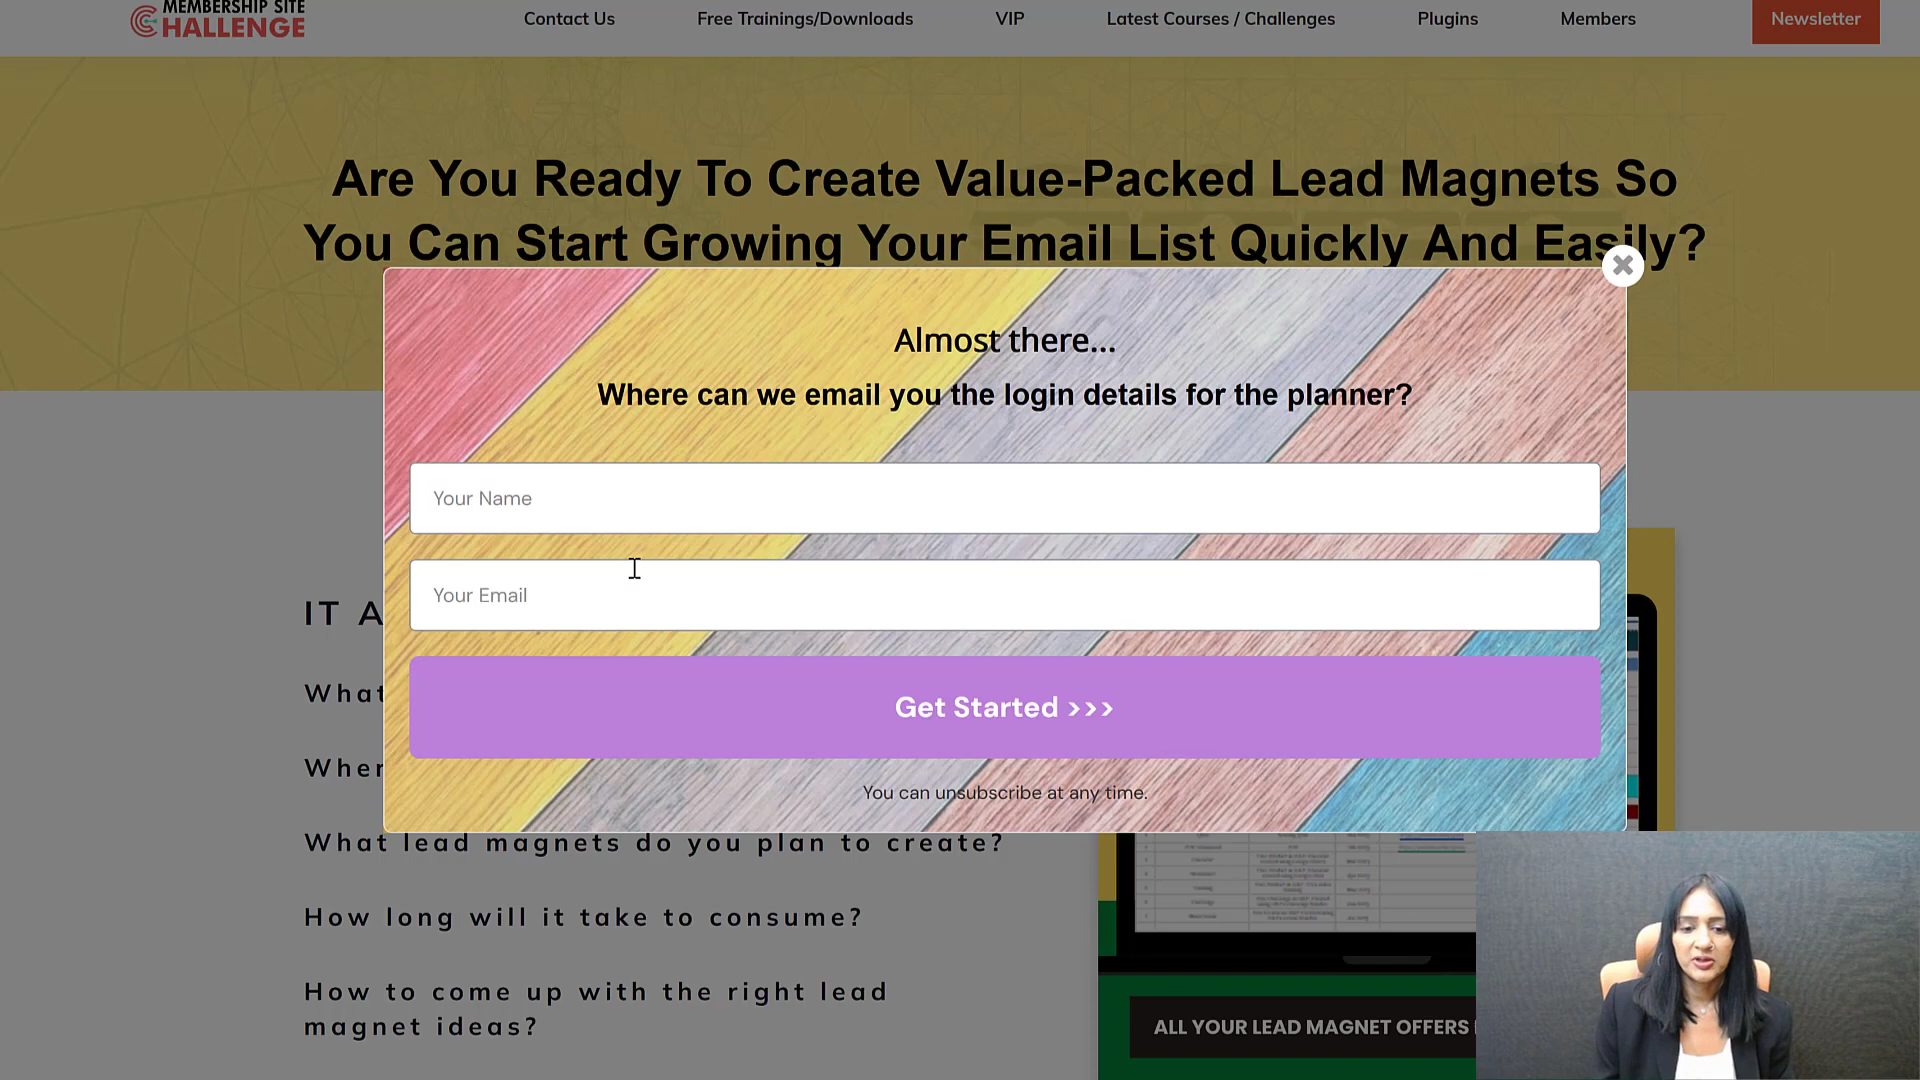 MEMBERSHIP SITE
CHALLENGE
Contact Us
Free Trainings/Downloads
VIP
Latest Courses / Challenges
Plugins
Members
Newsletter
Are You Ready To Create Value-Packed Lead Magnets So
You Can Start Growing Your Email List Quickly And Easily?
Almost there...
Where can we email you the login details for the planner?
Your Name
Your Email
Get Started >>>
You can unsubscribe at any time.
IT A
What
Wher
What lead magnets do you plan to create?
How long will it take to consume?
How to come up with the right lead
magnet ideas?
ALL YOUR LEAD MAGNET OFFERS